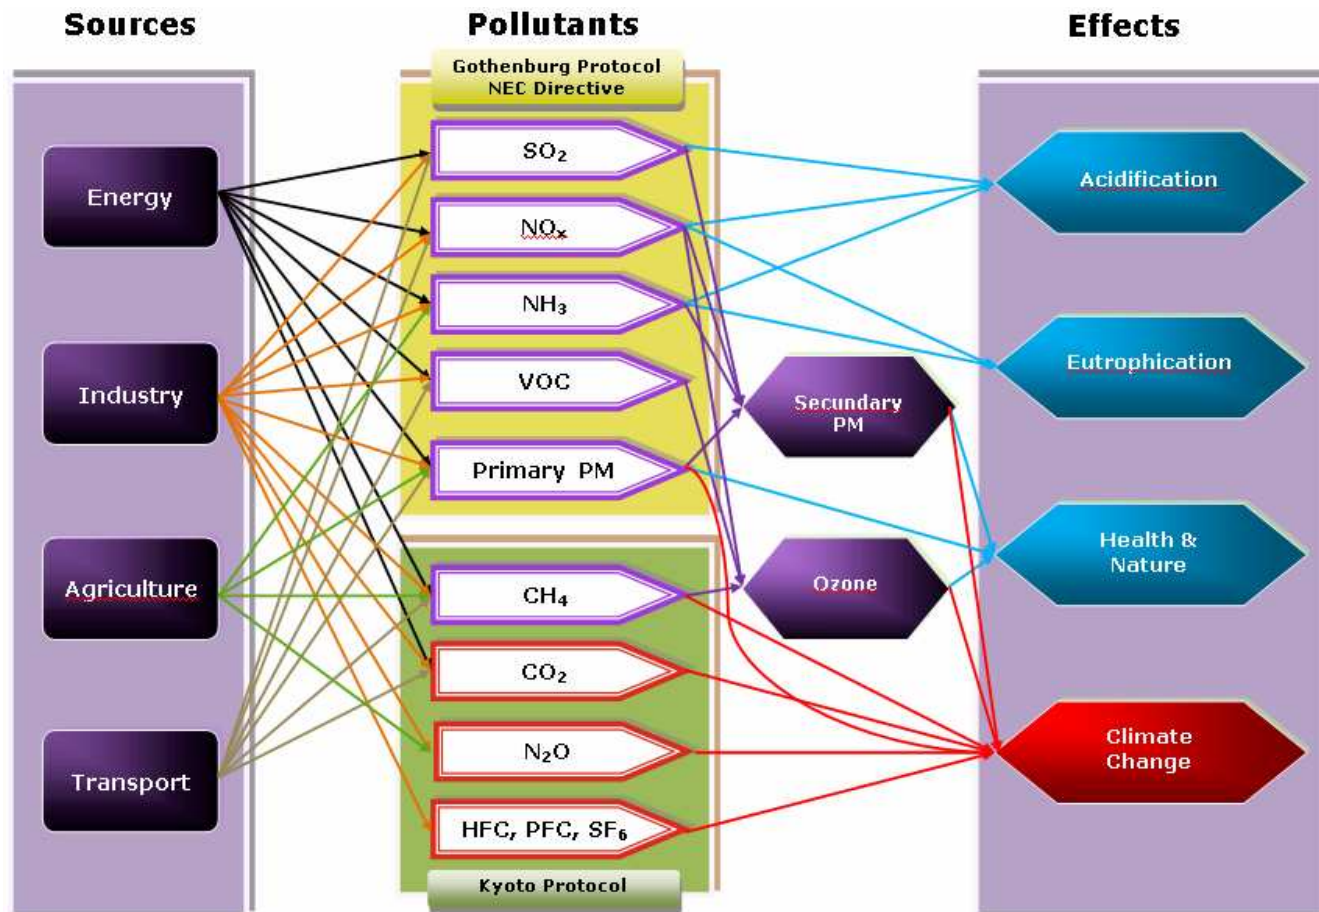 Sources
Pollutants
Effects
Energy
Industry
Agriculture
Transport
Gothenburg Protocol
NEC Directive
SO₂
NOₓ
NH₃
VOC
Primary PM
CH₄
CO₂
N₂O
HFC, PFC, SF₆
Kyoto Protocol
Secundary
PM
Ozone
Acidification
Eutrophication
Health &
Nature
Climate
Change